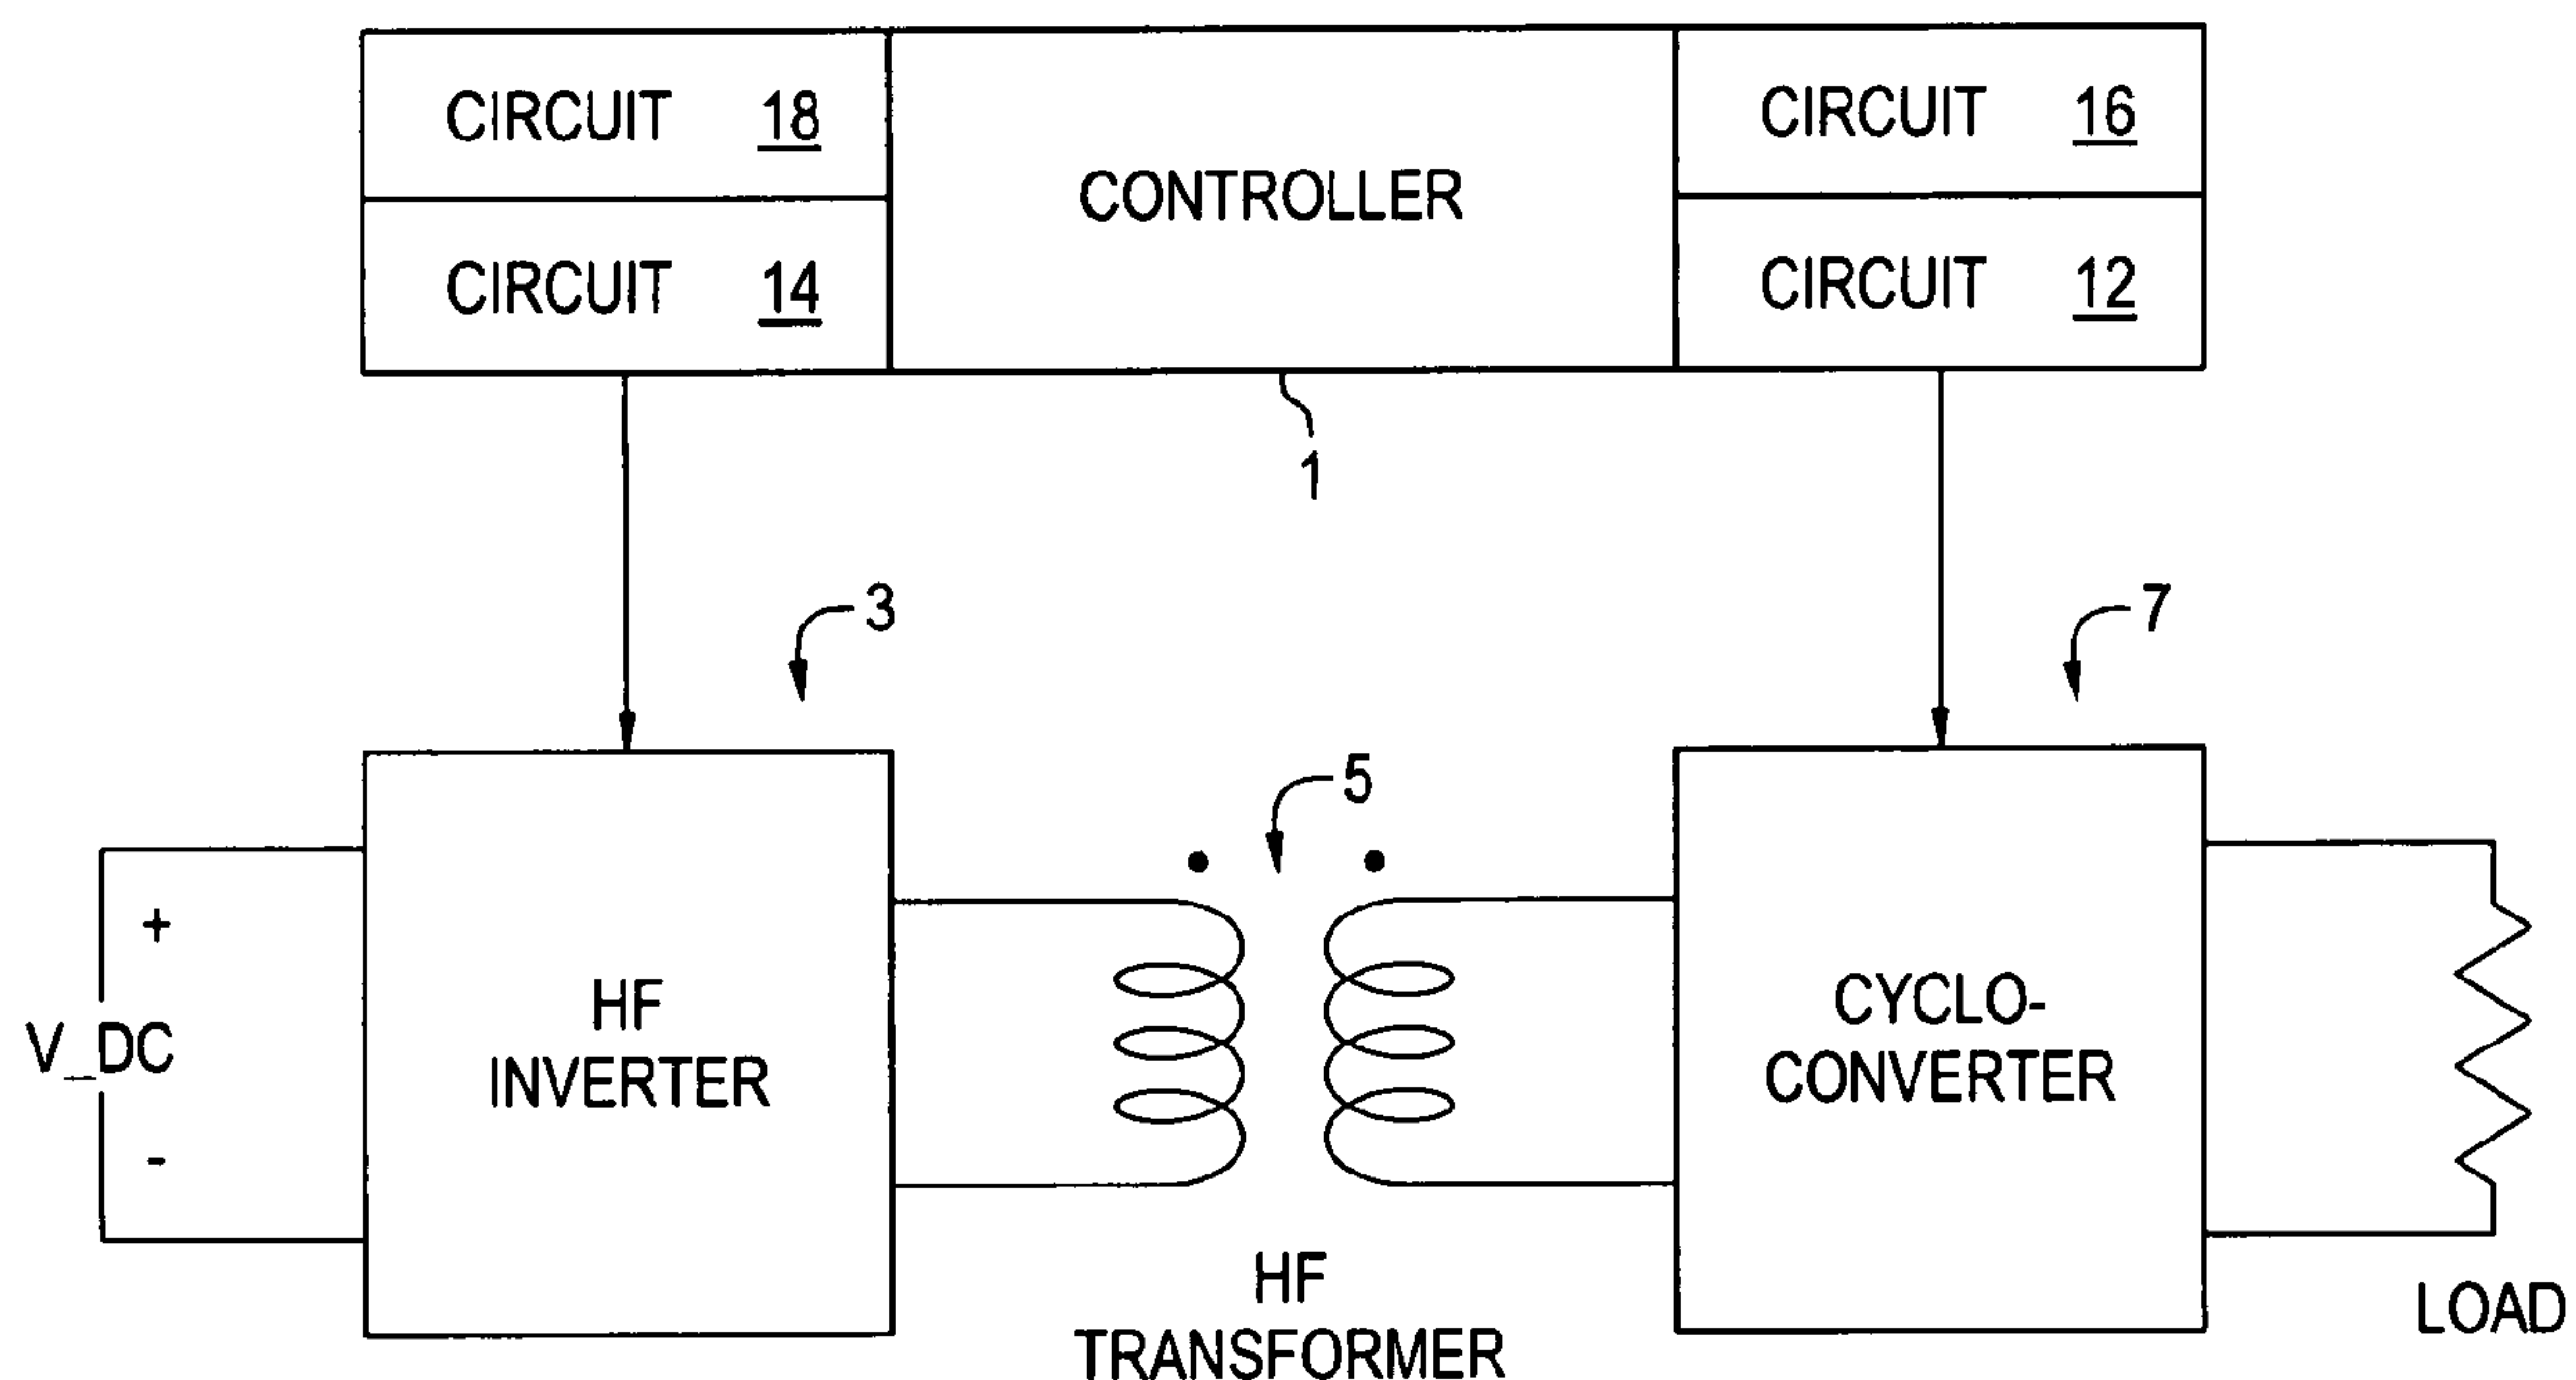 CIRCUIT 18
CIRCUIT 14
CONTROLLER
CIRCUIT 16
CIRCUIT 12
1
3
7
5
+
V_DC
-
HF
INVERTER
HF
TRANSFORMER
CYCLO-
CONVERTER
LOAD